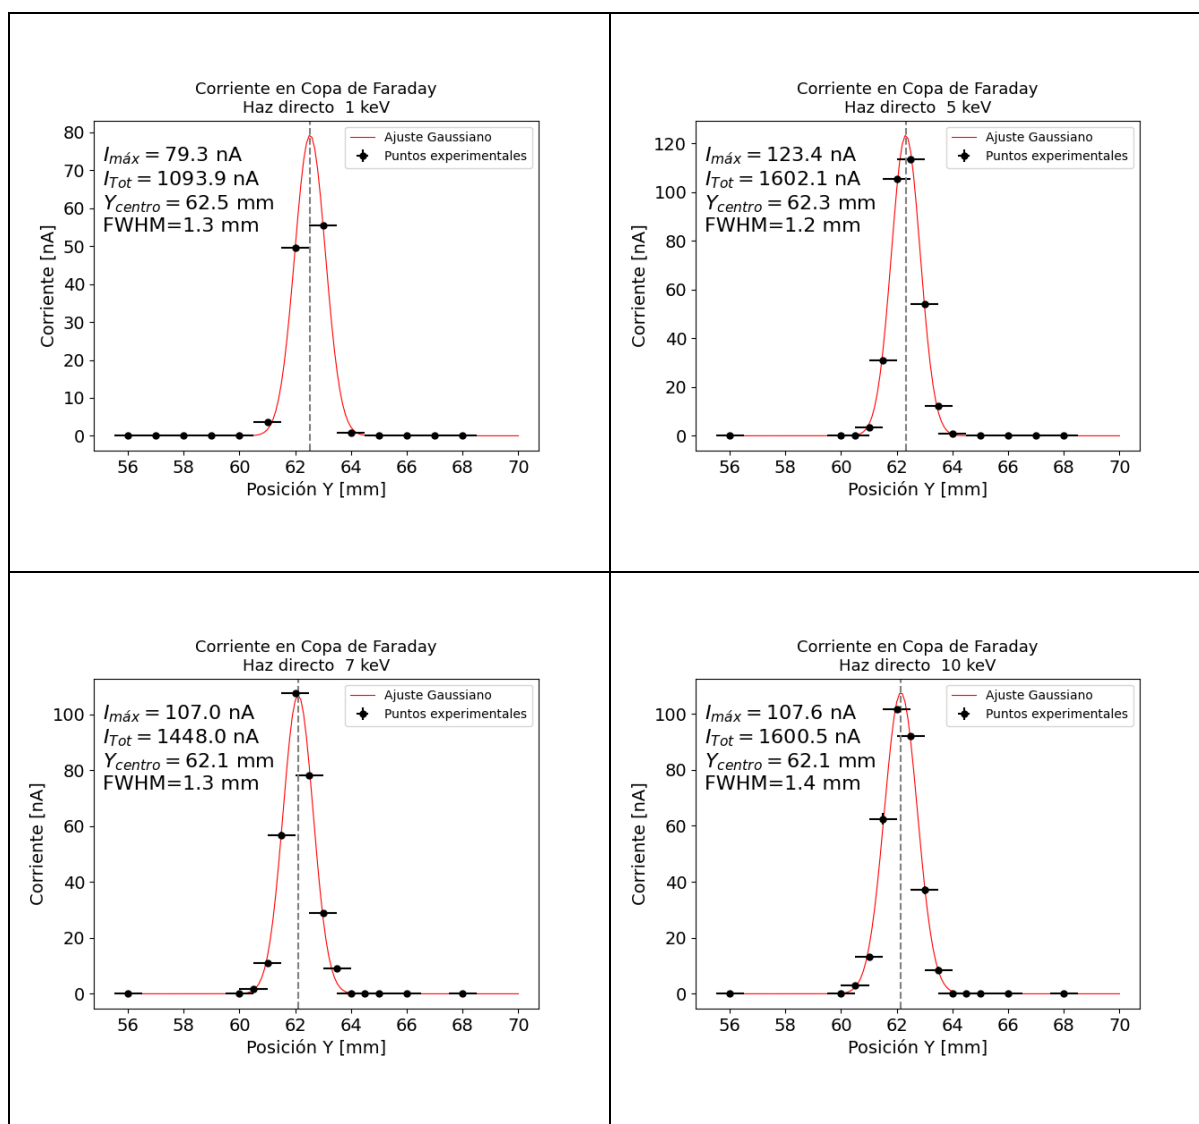 Corriente en Copa de Faraday
Haz directo  1 keV
Ajuste Gaussiano
Puntos experimentales
I_máx = 79.3 nA
I_Tot = 1093.9 nA
Y_centro = 62.5 mm
FWHM=1.3 mm
Corriente [nA]
80
70
60
50
40
30
20
10
0
56 58 60 62 64 66 68 70
Posición Y [mm]
Corriente en Copa de Faraday
Haz directo  5 keV
Ajuste Gaussiano
Puntos experimentales
I_máx = 123.4 nA
I_Tot = 1602.1 nA
Y_centro = 62.3 mm
FWHM=1.2 mm
Corriente [nA]
120
100
80
60
40
20
0
56 58 60 62 64 66 68 70
Posición Y [mm]
Corriente en Copa de Faraday
Haz directo  7 keV
Ajuste Gaussiano
Puntos experimentales
I_máx = 107.0 nA
I_Tot = 1448.0 nA
Y_centro = 62.1 mm
FWHM=1.3 mm
Corriente [nA]
100
80
60
40
20
0
56 58 60 62 64 66 68 70
Posición Y [mm]
Corriente en Copa de Faraday
Haz directo  10 keV
Ajuste Gaussiano
Puntos experimentales
I_máx = 107.6 nA
I_Tot = 1600.5 nA
Y_centro = 62.1 mm
FWHM=1.4 mm
Corriente [nA]
100
80
60
40
20
0
56 58 60 62 64 66 68 70
Posición Y [mm]